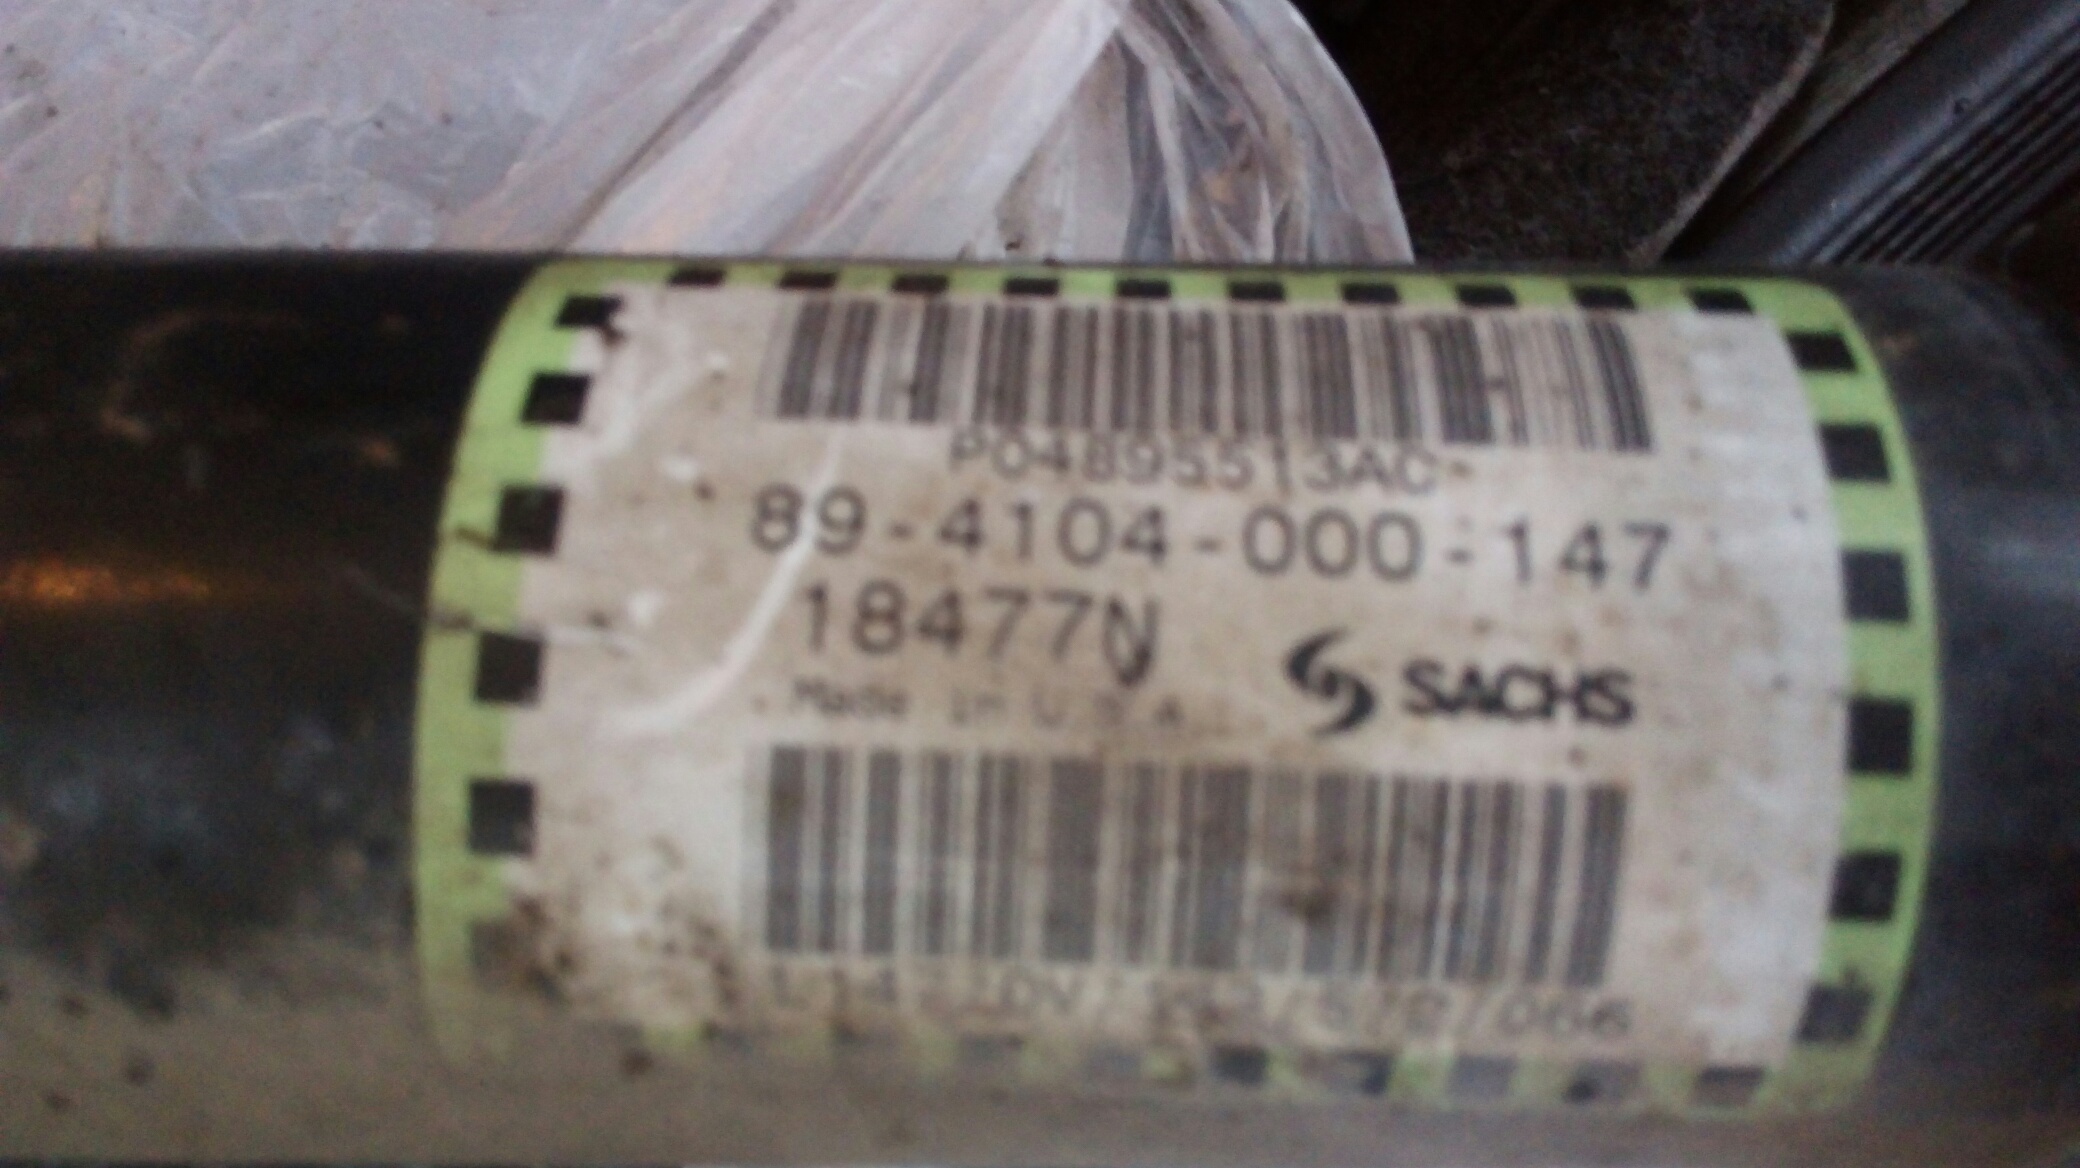 P04895513AC
89-4104-000-147
18477N
Made in U.S.A.
SACHS